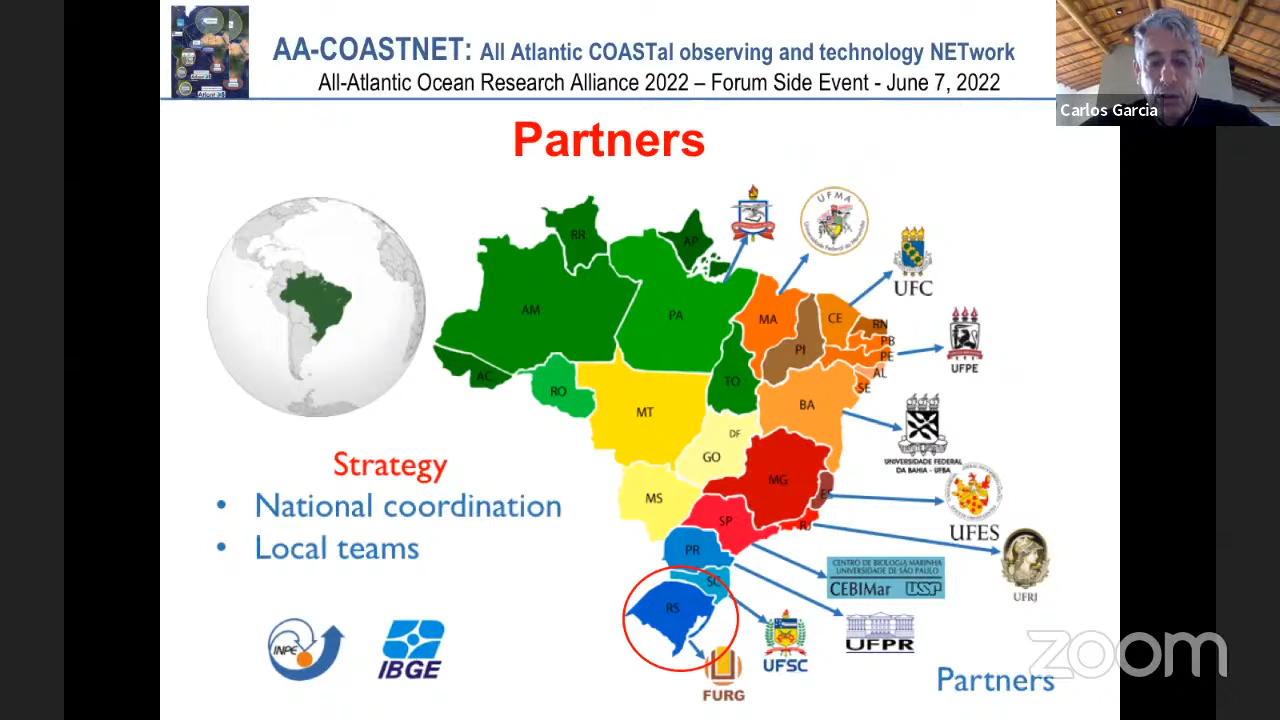 AA-COASTNET: All Atlantic COASTal observing and technology NETwork
All-Atlantic Ocean Research Alliance 2022 – Forum Side Event - June 7, 2022
Carlos Garcia
Partners
RR
AP
AM
PA
MA
CE
RN
PB
PI
PE
AL
SE
AC
RO
TO
MT
BA
DF
GO
MG
MS
ES
SP
RJ
PR
SC
RS
UFMA
UFC
UFPE
UNIVERSIDADE FEDERAL
DA BAHIA - UFBA
UFES
UFRJ
CENTRO DE BIOLOGIA MARINHA
UNIVERSIDADE DE SÃO PAULO
CEBIMar USP
UFPR
UFSC
FURG
Strategy
• National coordination
• Local teams
INPE
IBGE
Partners
zoom